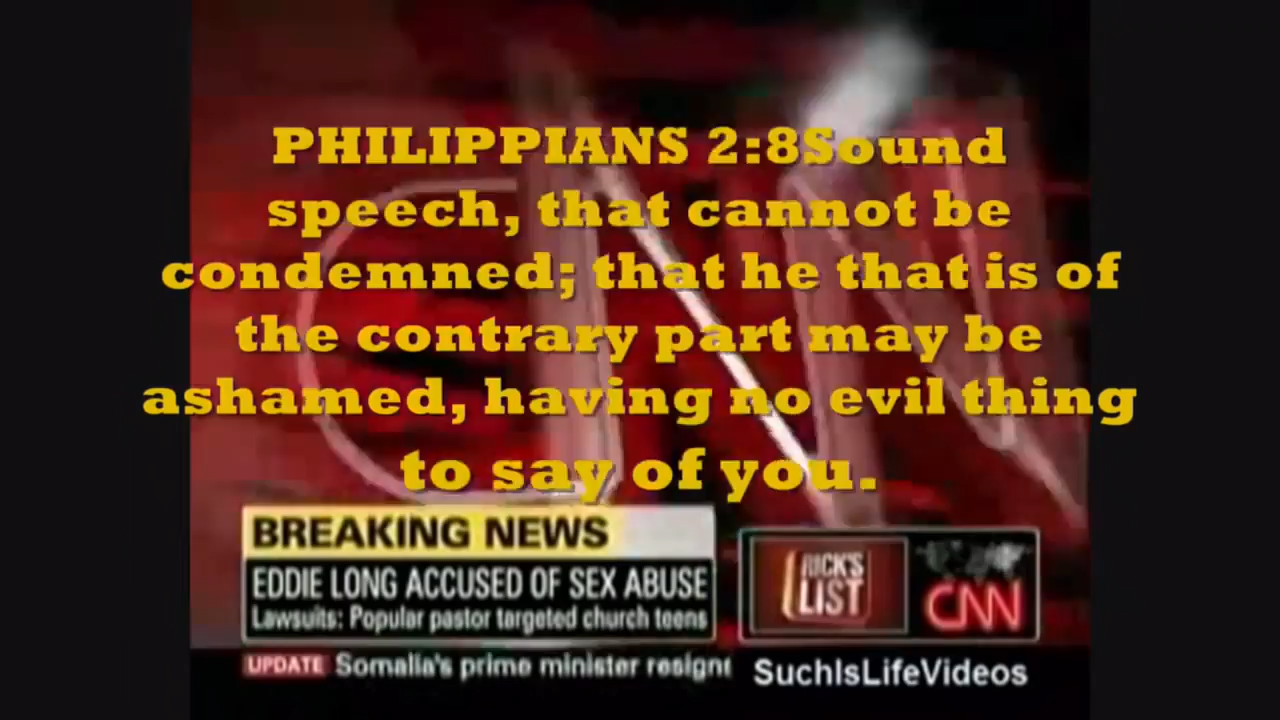 PHILIPPIANS 2:8Sound
speech, that cannot be
condemned; that he that is of
the contrary part may be
ashamed, having no evil thing
to say of you.
BREAKING NEWS
EDDIE LONG ACCUSED OF SEX ABUSE
Lawsuits: Popular pastor targeted church teens
RICK'S
LIST
CNN
UPDATE Somalia's prime minister resigns
SuchIsLifeVideos